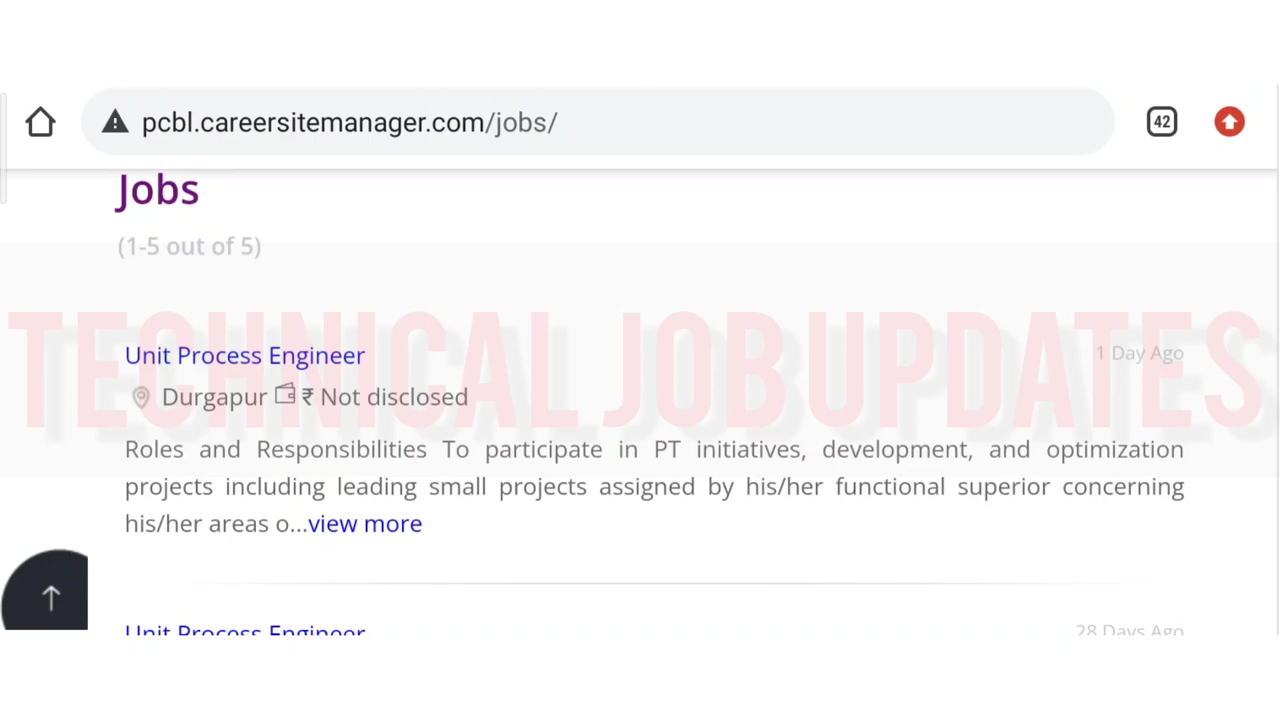 pcbl.careersitemanager.com/jobs/
42
Jobs
(1-5 out of 5)
TECHNICAL JOB UPDATES
Unit Process Engineer
1 Day Ago
Durgapur ₹ Not disclosed
Roles and Responsibilities To participate in PT initiatives, development, and optimization
projects including leading small projects assigned by his/her functional superior concerning
his/her areas o...view more
Unit Process Engineer
28 Days Ago